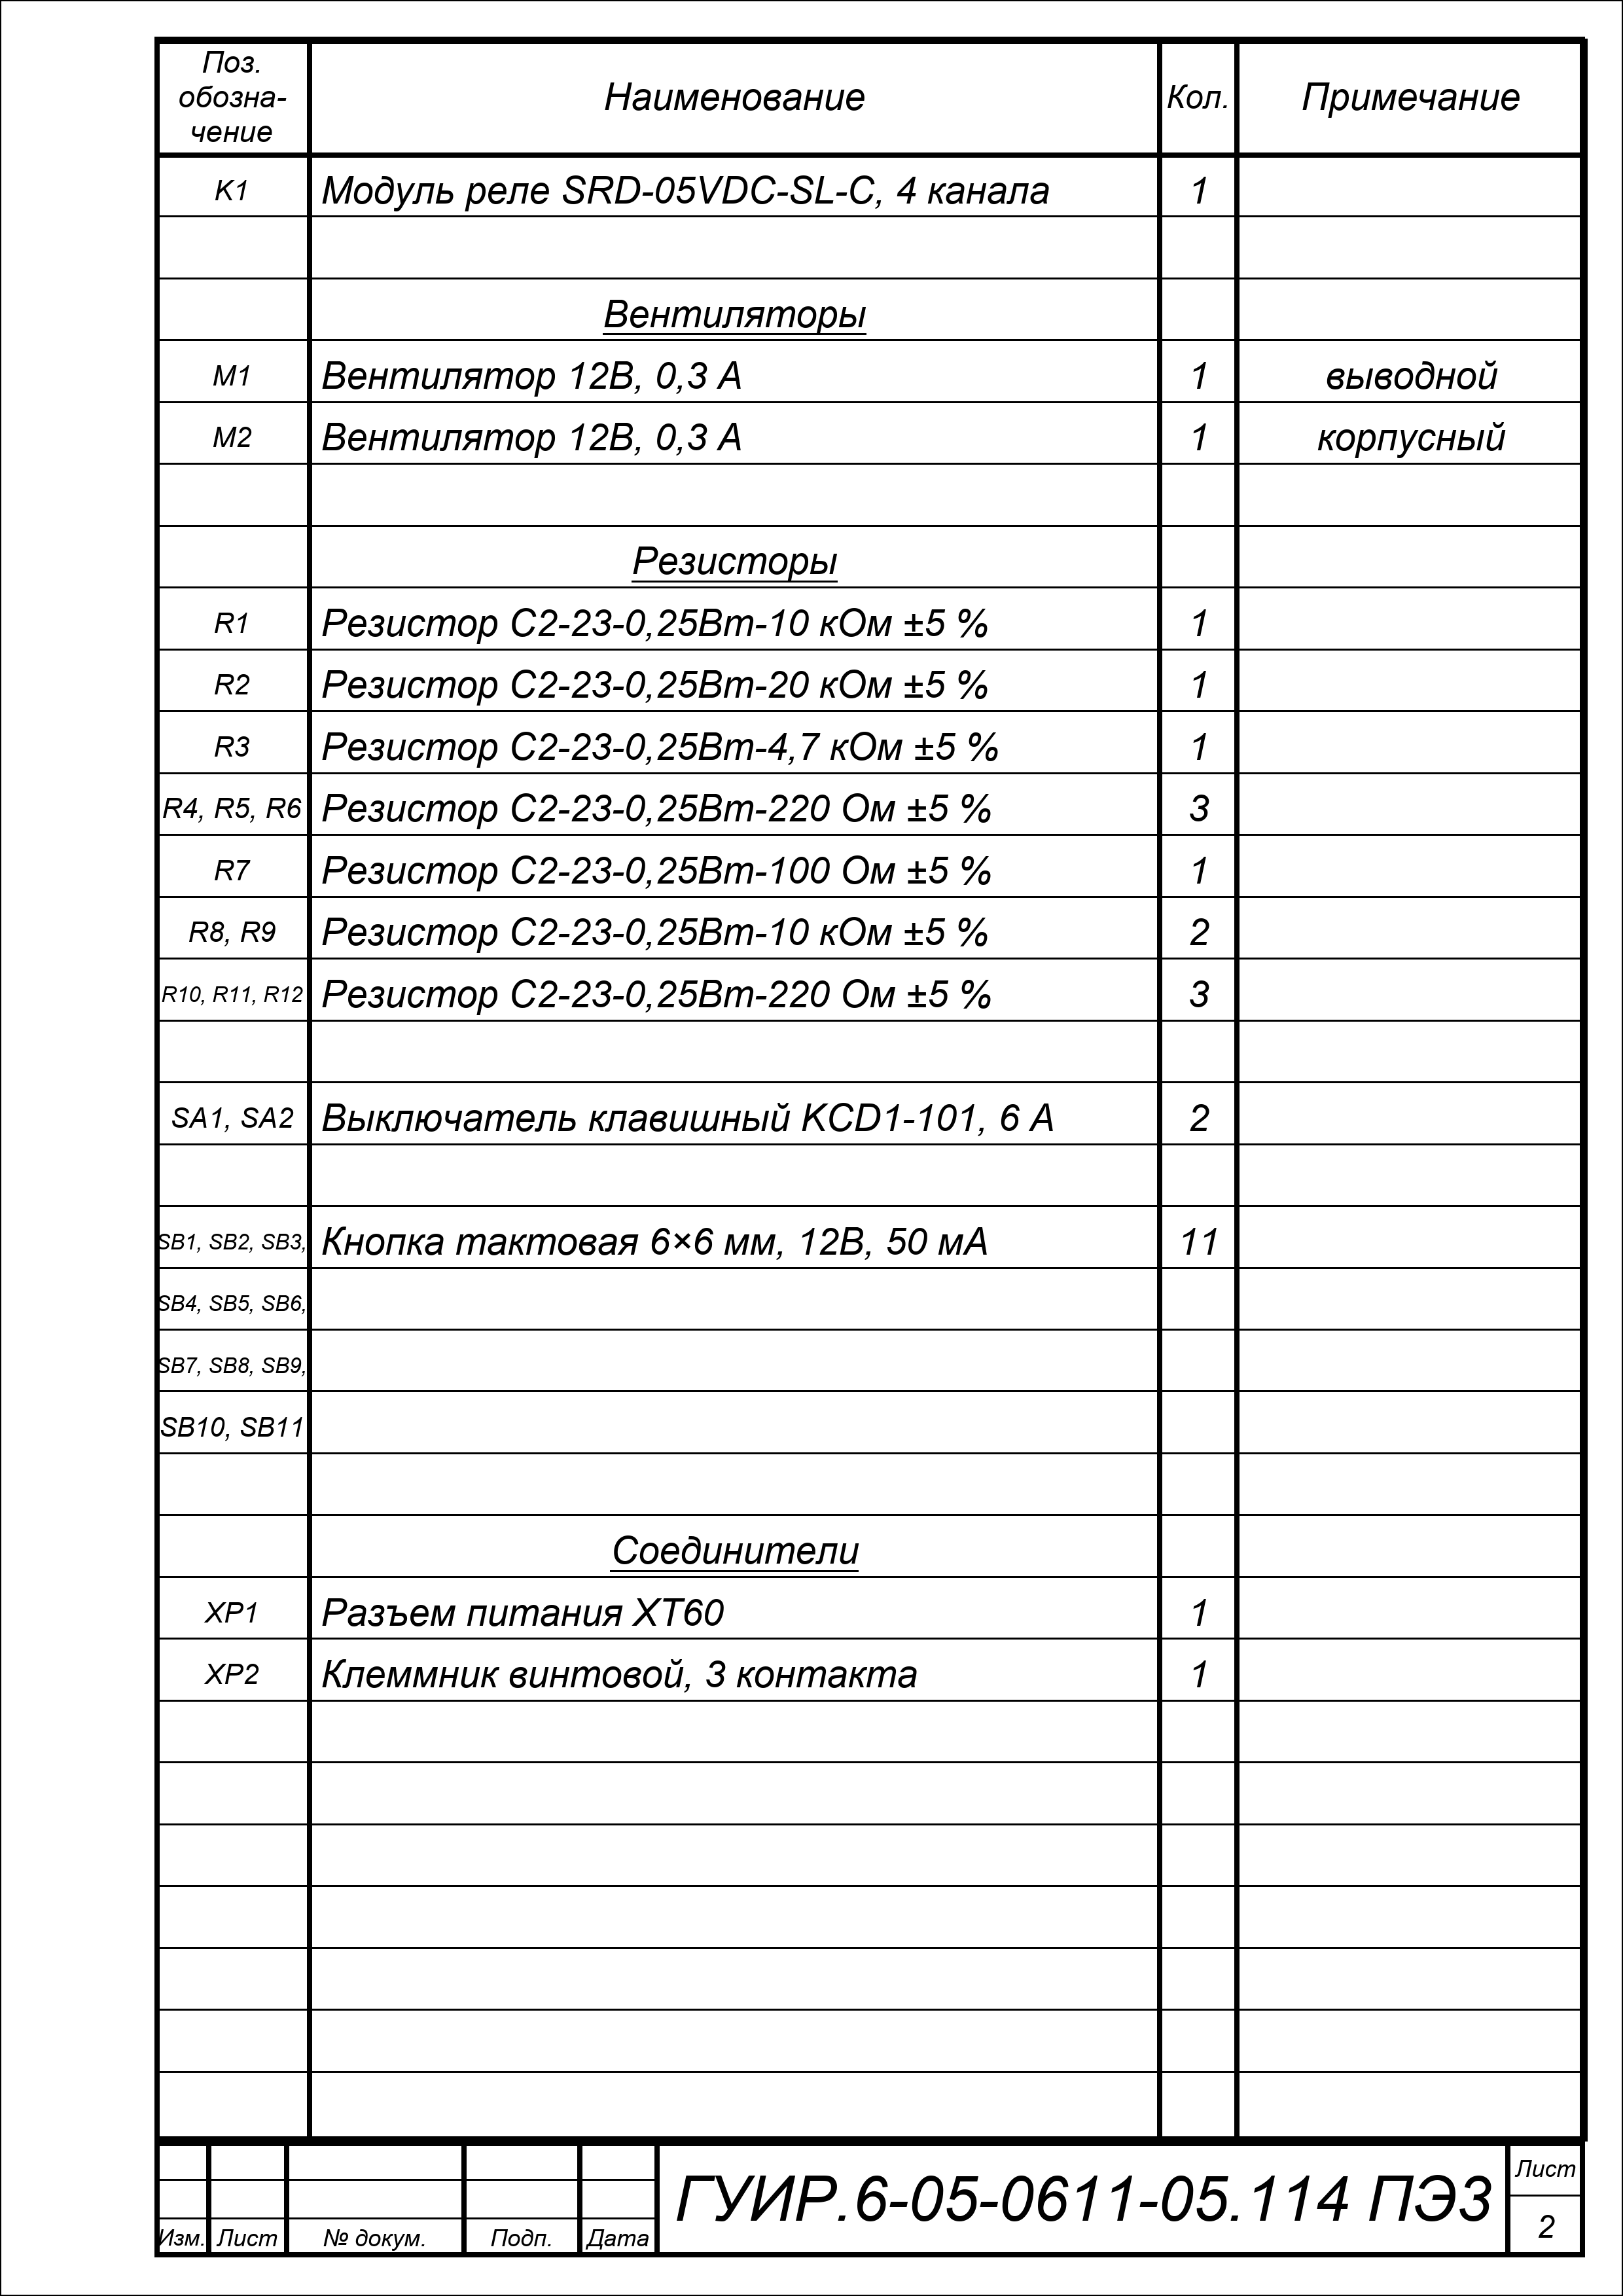 Поз.
обозна-
чение
Наименование
Кол.
Примечание
K1 Модуль реле SRD-05VDC-SL-C, 4 канала 1
Вентиляторы
M1 Вентилятор 12В, 0,3 А 1 выводной
M2 Вентилятор 12В, 0,3 А 1 корпусный
Резисторы
R1 Резистор С2-23-0,25Вт-10 кОм ±5 % 1
R2 Резистор С2-23-0,25Вт-20 кОм ±5 % 1
R3 Резистор С2-23-0,25Вт-4,7 кОм ±5 % 1
R4, R5, R6 Резистор С2-23-0,25Вт-220 Ом ±5 % 3
R7 Резистор С2-23-0,25Вт-100 Ом ±5 % 1
R8, R9 Резистор С2-23-0,25Вт-10 кОм ±5 % 2
R10, R11, R12 Резистор С2-23-0,25Вт-220 Ом ±5 % 3
SA1, SA2 Выключатель клавишный KCD1-101, 6 А 2
SB1, SB2, SB3, Кнопка тактовая 6×6 мм, 12В, 50 мА 11
SB4, SB5, SB6,
SB7, SB8, SB9,
SB10, SB11
Соединители
XP1 Разъем питания XT60 1
XP2 Клеммник винтовой, 3 контакта 1
ГУИР.6-05-0611-05.114 ПЭ3
Лист
2
Изм. Лист № докум. Подп. Дата